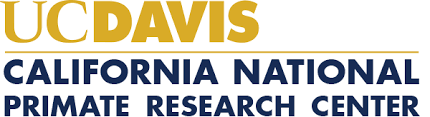 UCDAVIS
CALIFORNIA NATIONAL
PRIMATE RESEARCH CENTER